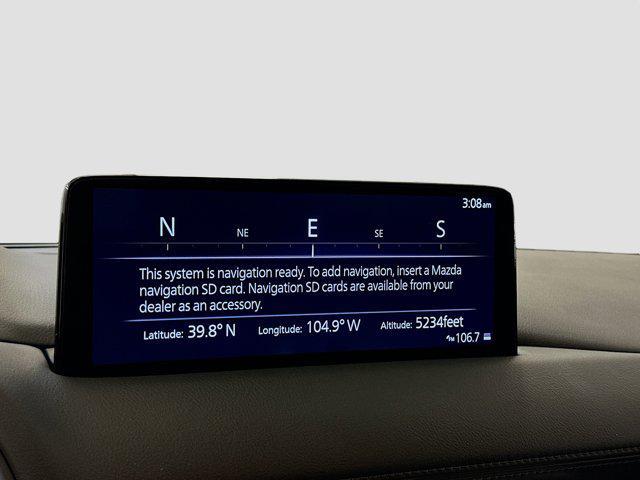 3:08am
N NE E SE S
This system is navigation ready. To add navigation, insert a Mazda
navigation SD card. Navigation SD cards are available from your
dealer as an accessory.
Latitude: 39.8° N Longitude: 104.9° W Altitude: 5234feet
FM 106.7